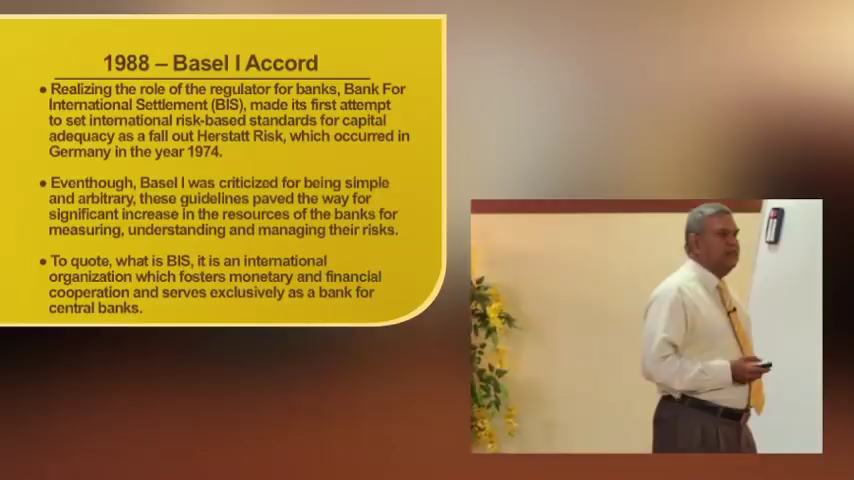 1988 – Basel I Accord
● Realizing the role of the regulator for banks, Bank For
International Settlement (BIS), made its first attempt
to set international risk-based standards for capital
adequacy as a fall out Herstatt Risk, which occurred in
Germany in the year 1974.
● Eventhough, Basel I was criticized for being simple
and arbitrary, these guidelines paved the way for
significant increase in the resources of the banks for
measuring, understanding and managing their risks.
● To quote, what is BIS, it is an international
organization which fosters monetary and financial
cooperation and serves exclusively as a bank for
central banks.